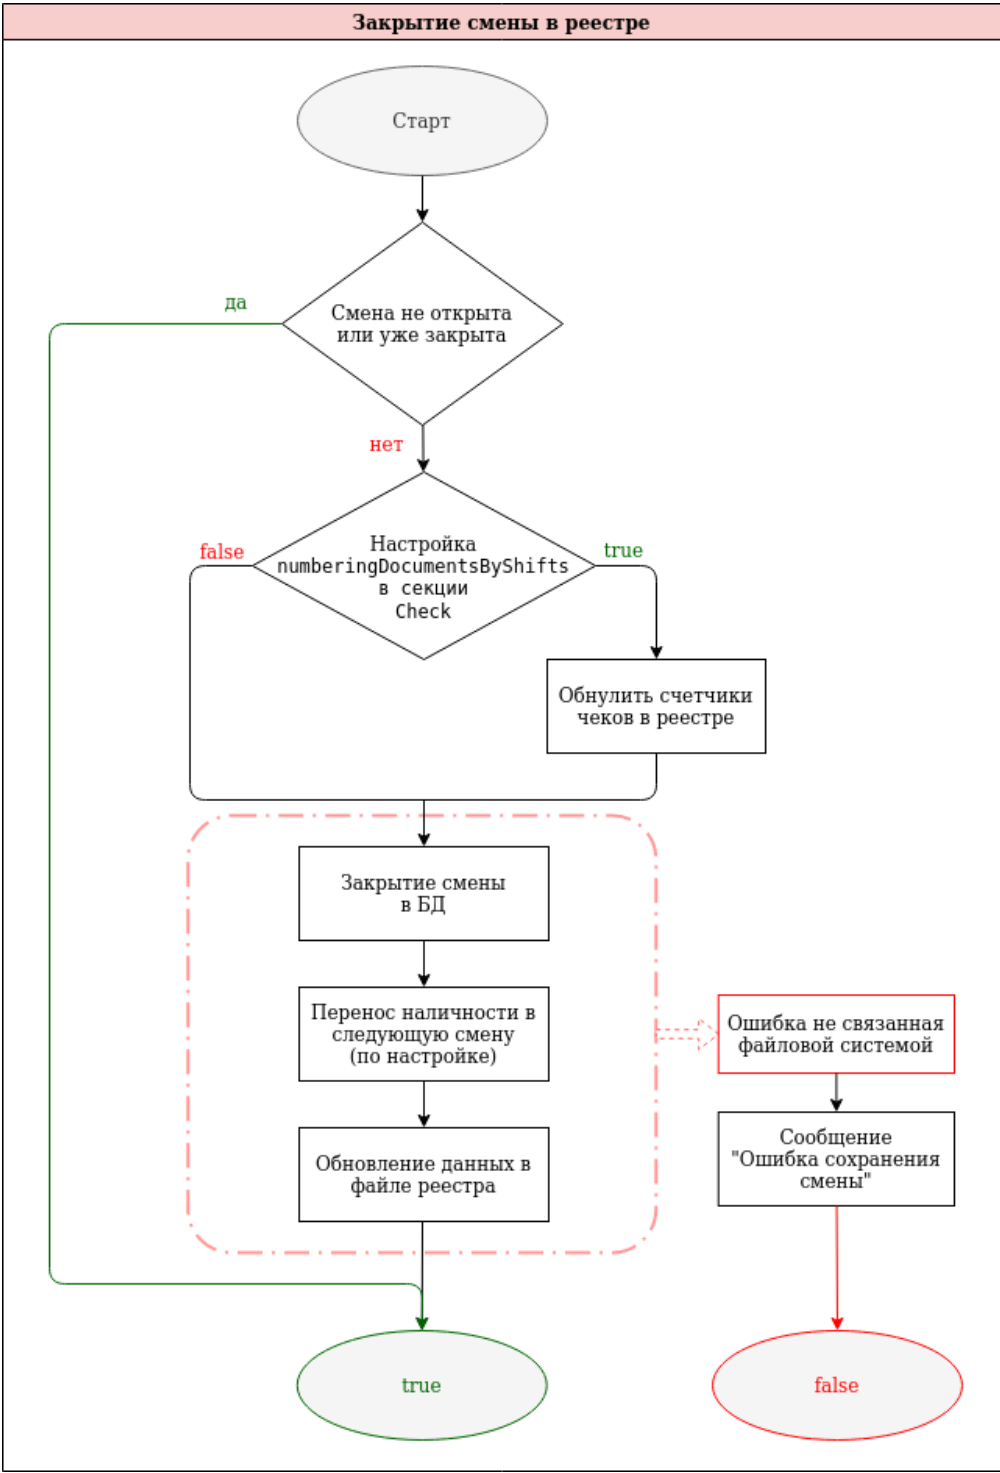 Закрытие смены в реестре
Старт
да
Смена не открыта
или уже закрыта
нет
false
Настройка
numberingDocumentsByShifts
в секции
Check
true
Обнулить счетчики
чеков в реестре
Закрытие смены
в БД
Перенос наличности в
следующую смену
(по настройке)
Ошибка не связанная
файловой системой
Обновление данных в
файле реестра
Сообщение
"Ошибка сохранения
смены"
true
false